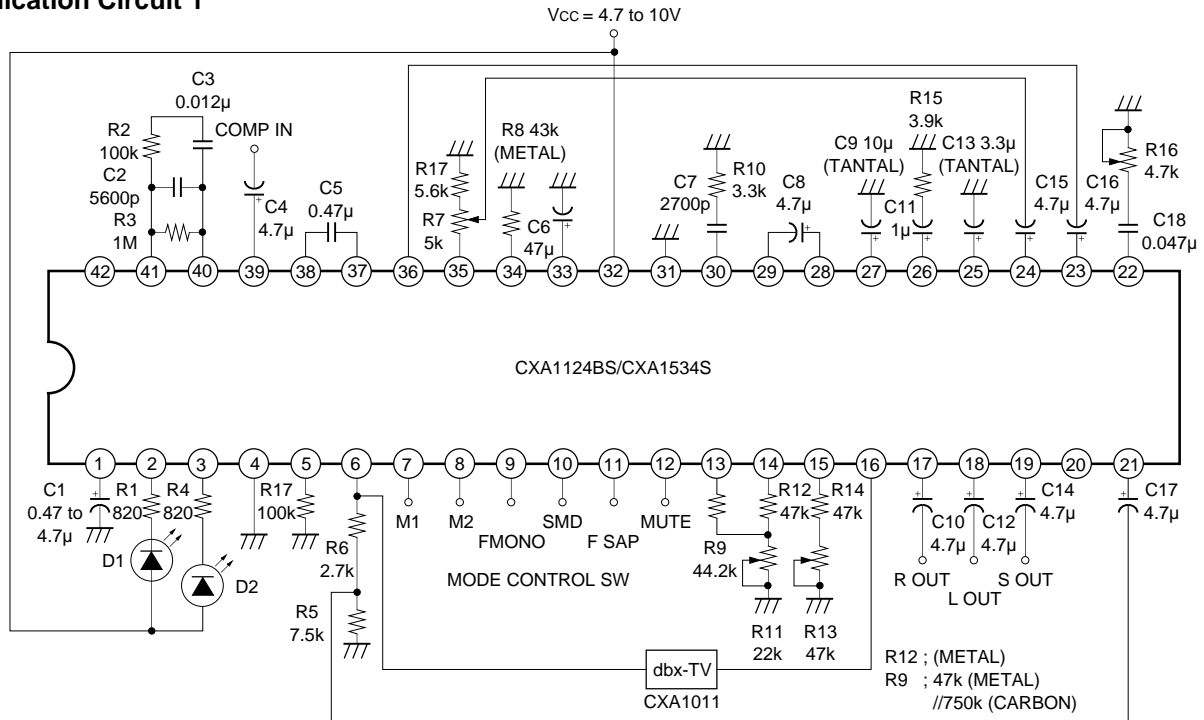 lication Circuit 1
VCC = 4.7 to 10V
C3
0.012µ
R2
100k
COMP IN
C2
5600p
R3
1M
C4
4.7µ
C5
0.47µ
R17
5.6k
R7
5k
R8 43k
(METAL)
C6
47µ
C7
2700p
R10
3.3k
C8
4.7µ
C9 10µ
(TANTAL)
C11
1µ
R15
3.9k
C13 3.3µ
(TANTAL)
C15
4.7µ
C16
4.7µ
R16
4.7k
C18
0.047µ
42 41 40 39 38 37 36 35 34 33 32 31 30 29 28 27 26 25 24 23 22
CXA1124BS/CXA1534S
1 2 3 4 5 6 7 8 9 10 11 12 13 14 15 16 17 18 19 20 21
C1
0.47 to
4.7µ
R1
820
R4
820
D1
D2
R17
100k
R6
2.7k
R5
7.5k
M1
M2
FMONO
SMD
F SAP
MUTE
MODE CONTROL SW
R9
44.2k
R12
47k
R14
47k
R11
22k
R13
47k
C10
4.7µ
C12
4.7µ
C14
4.7µ
C17
4.7µ
R OUT
L OUT
S OUT
dbx-TV
CXA1011
R12 ; (METAL)
R9 ; 47k (METAL)
//750k (CARBON)